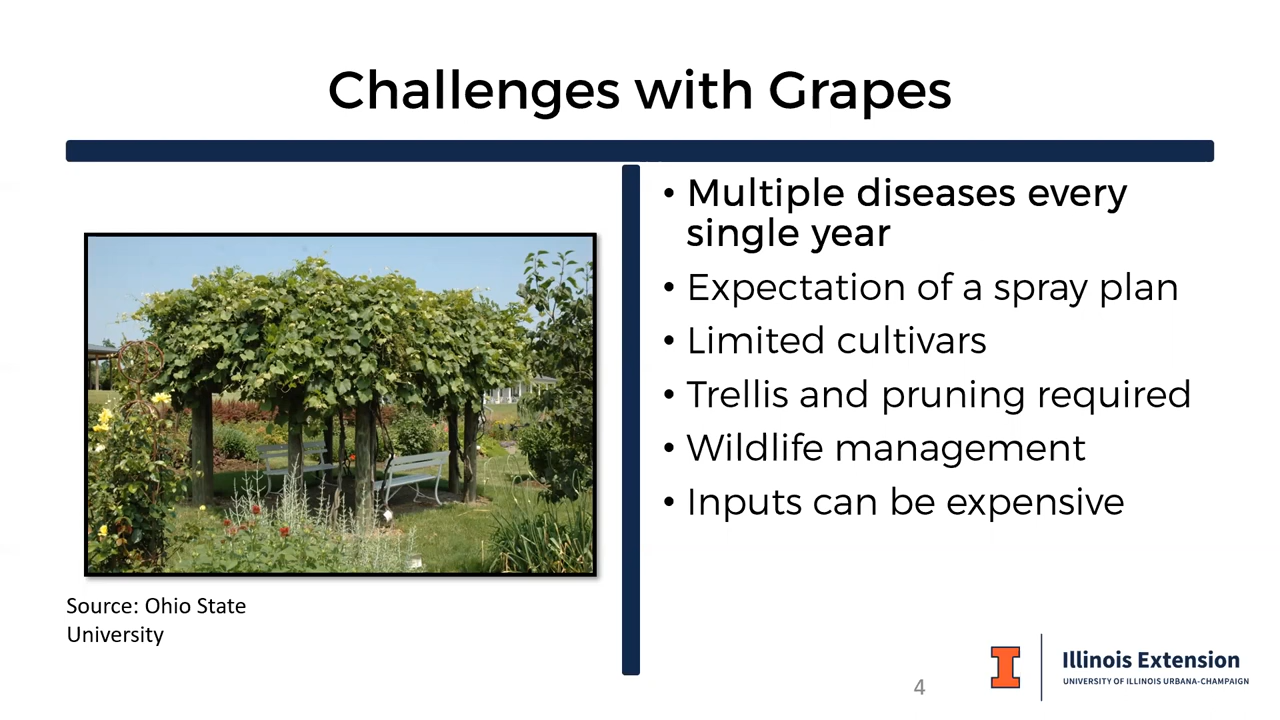 Challenges with Grapes
• Multiple diseases every
single year
• Expectation of a spray plan
• Limited cultivars
• Trellis and pruning required
• Wildlife management
• Inputs can be expensive
Source: Ohio State
University
4
Illinois Extension
UNIVERSITY OF ILLINOIS URBANA-CHAMPAIGN